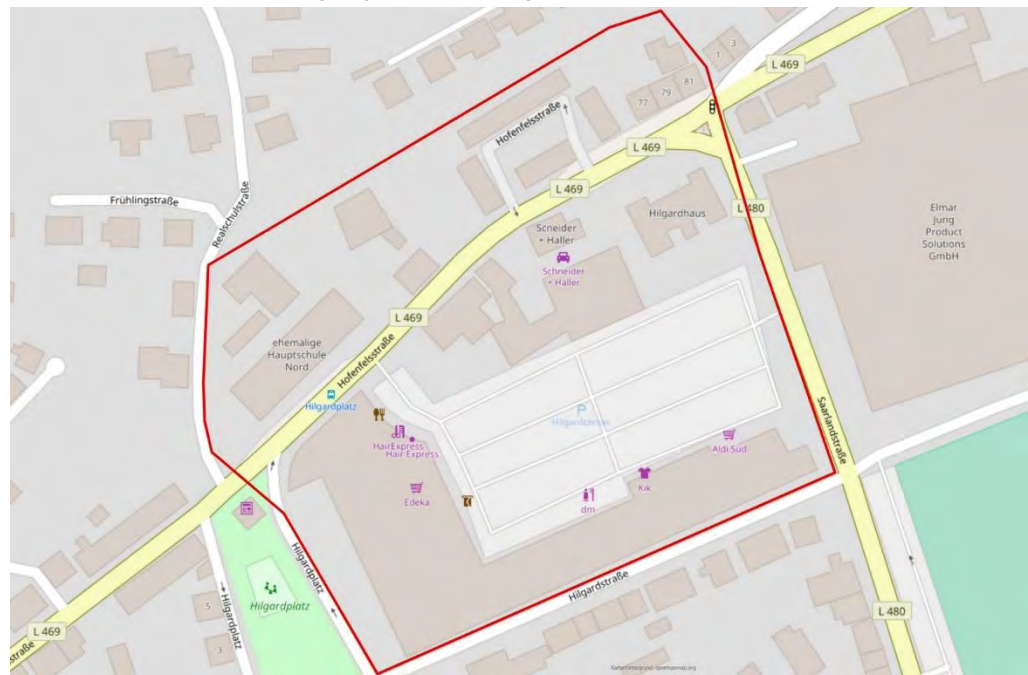 L 469
3
1
81
79
77
Hofenfelsstraße
L 469
L 469
Frühlingstraße
Realschulstraße
Hilgardhaus
L 480
Elmar
Jung
Product
Solutions
GmbH
Scneider
+ Haller
Schneider
+ Haller
L 469
ehemalige
Hauptschule
Nord
Hofenfelsstraße
Hilgardplatz
P
Hilgardcenter
Saarlandstraße
HairExpress
Hair Express
Aldi Süd
Kik
Edeka
dm
Hilgardplatz
Hilgardstraße
Hilgardplatz
Hilgardplatz
5
3
L 469
L 480